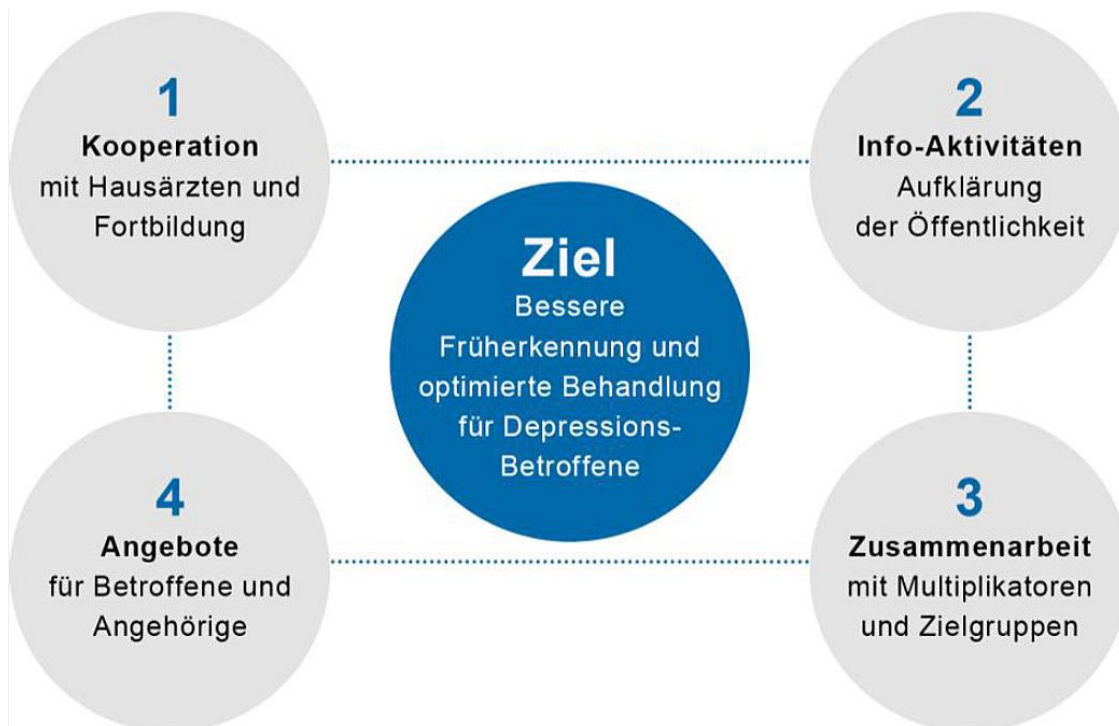 1
Kooperation
mit Hausärzten und
Fortbildung
2
Info-Aktivitäten
Aufklärung
der Öffentlichkeit
Ziel
Bessere
Früherkennung und
optimierte Behandlung
für Depressions-
Betroffene
4
Angebote
für Betroffene und
Angehörige
3
Zusammenarbeit
mit Multiplikatoren
und Zielgruppen